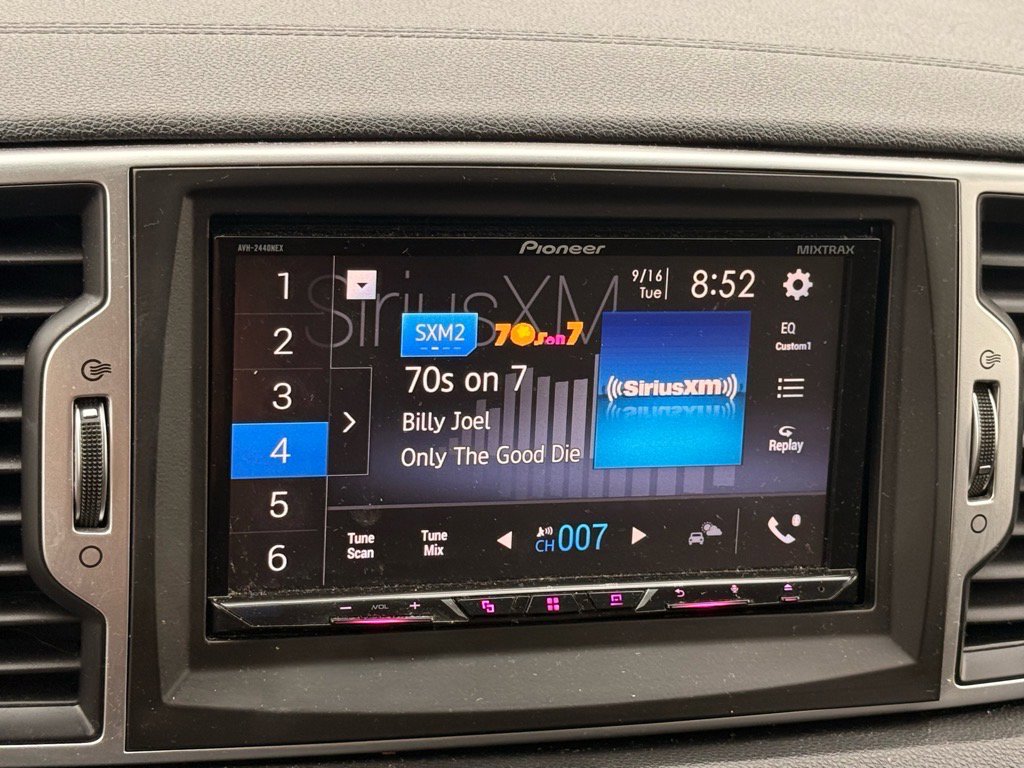 AVH-2440NEX
Pioneer
MIXTRAX
1
2
3
4
5
6
SiriusXM
9/16
Tue
8:52
SXM2
70s on 7
70s on 7
Billy Joel
Only The Good Die
((SiriusXM))
EQ
Custom1
Replay
Tune
Scan
Tune
Mix
CH 007
− VOL +